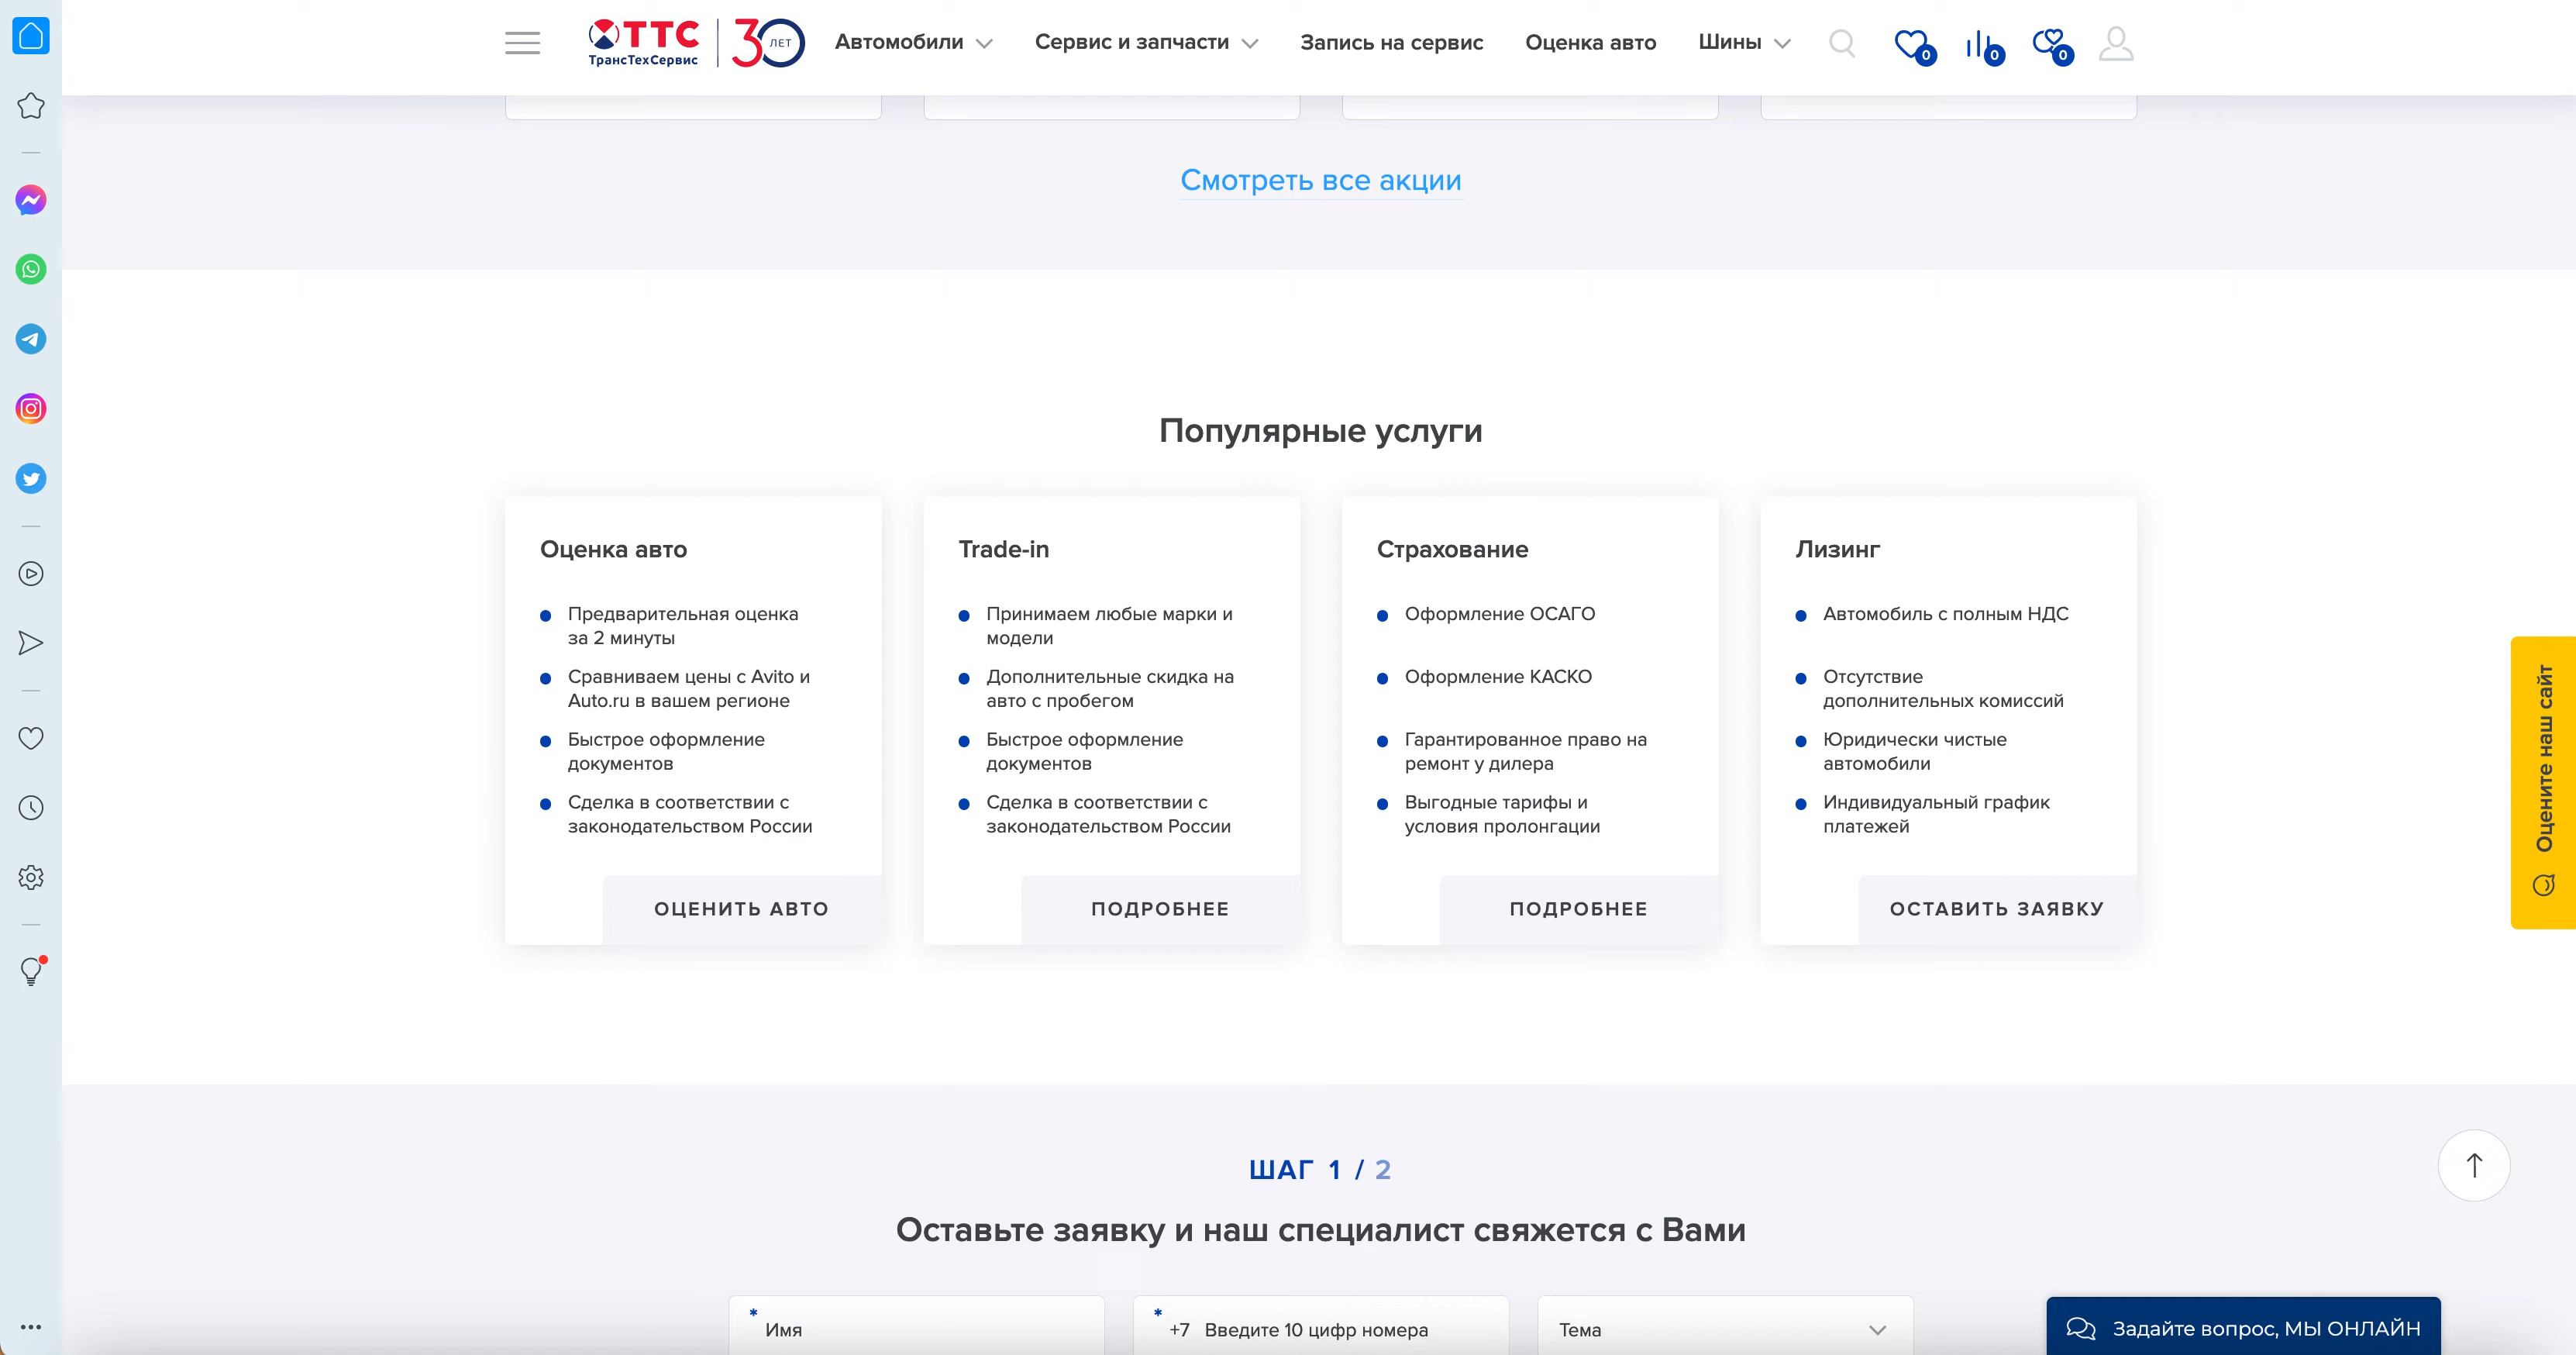 ТТС
ТрансТехСервис
30 ЛЕТ
Автомобили
Сервис и запчасти
Запись на сервис
Оценка авто
Шины
0
0
0
Смотреть все акции
Популярные услуги
Оценка авто
Предварительная оценка
за 2 минуты
Сравниваем цены с Avito и
Auto.ru в вашем регионе
Быстрое оформление
документов
Сделка в соответствии с
законодательством России
ОЦЕНИТЬ АВТО
Trade-in
Принимаем любые марки и
модели
Дополнительные скидка на
авто с пробегом
Быстрое оформление
документов
Сделка в соответствии с
законодательством России
ПОДРОБНЕЕ
Страхование
Оформление ОСАГО
Оформление КАСКО
Гарантированное право на
ремонт у дилера
Выгодные тарифы и
условия пролонгации
ПОДРОБНЕЕ
Лизинг
Автомобиль с полным НДС
Отсутствие
дополнительных комиссий
Юридически чистые
автомобили
Индивидуальный график
платежей
ОСТАВИТЬ ЗАЯВКУ
Оцените наш сайт
ШАГ 1 / 2
Оставьте заявку и наш специалист свяжется с Вами
* Имя
* +7 Введите 10 цифр номера
Тема
Задайте вопрос, МЫ ОНЛАЙН